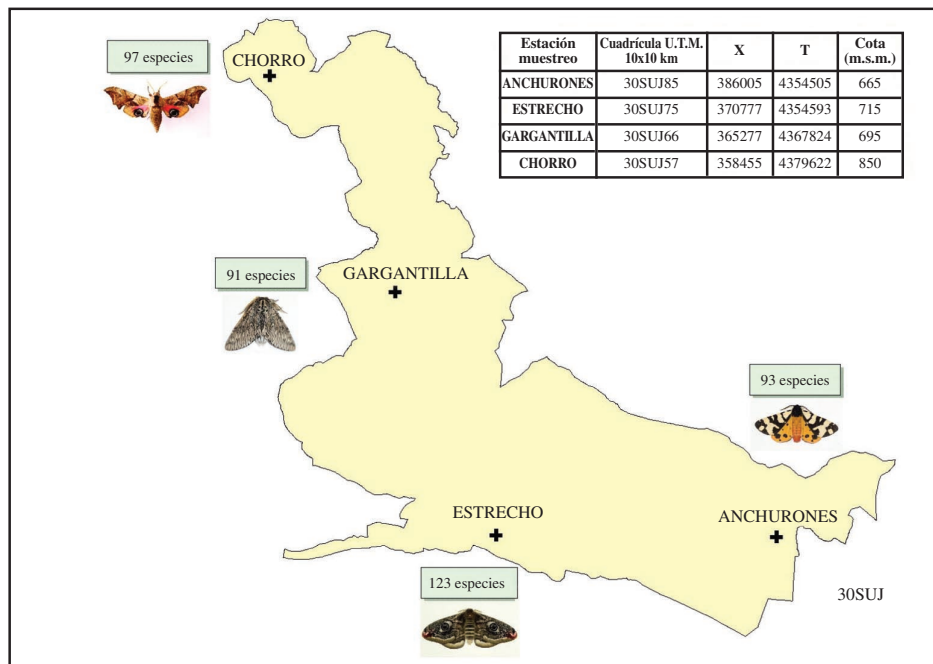 97 especies
CHORRO
Estación muestreo Cuadrícula U.T.M. 10x10 km X T Cota (m.s.m.)
ANCHURONES 30SUJ85 386005 4354505 665
ESTRECHO 30SUJ75 370777 4354593 715
GARGANTILLA 30SUJ66 365277 4367824 695
CHORRO 30SUJ57 358455 4379622 850
91 especies
GARGANTILLA
93 especies
ESTRECHO
ANCHURONES
123 especies
30SUJ